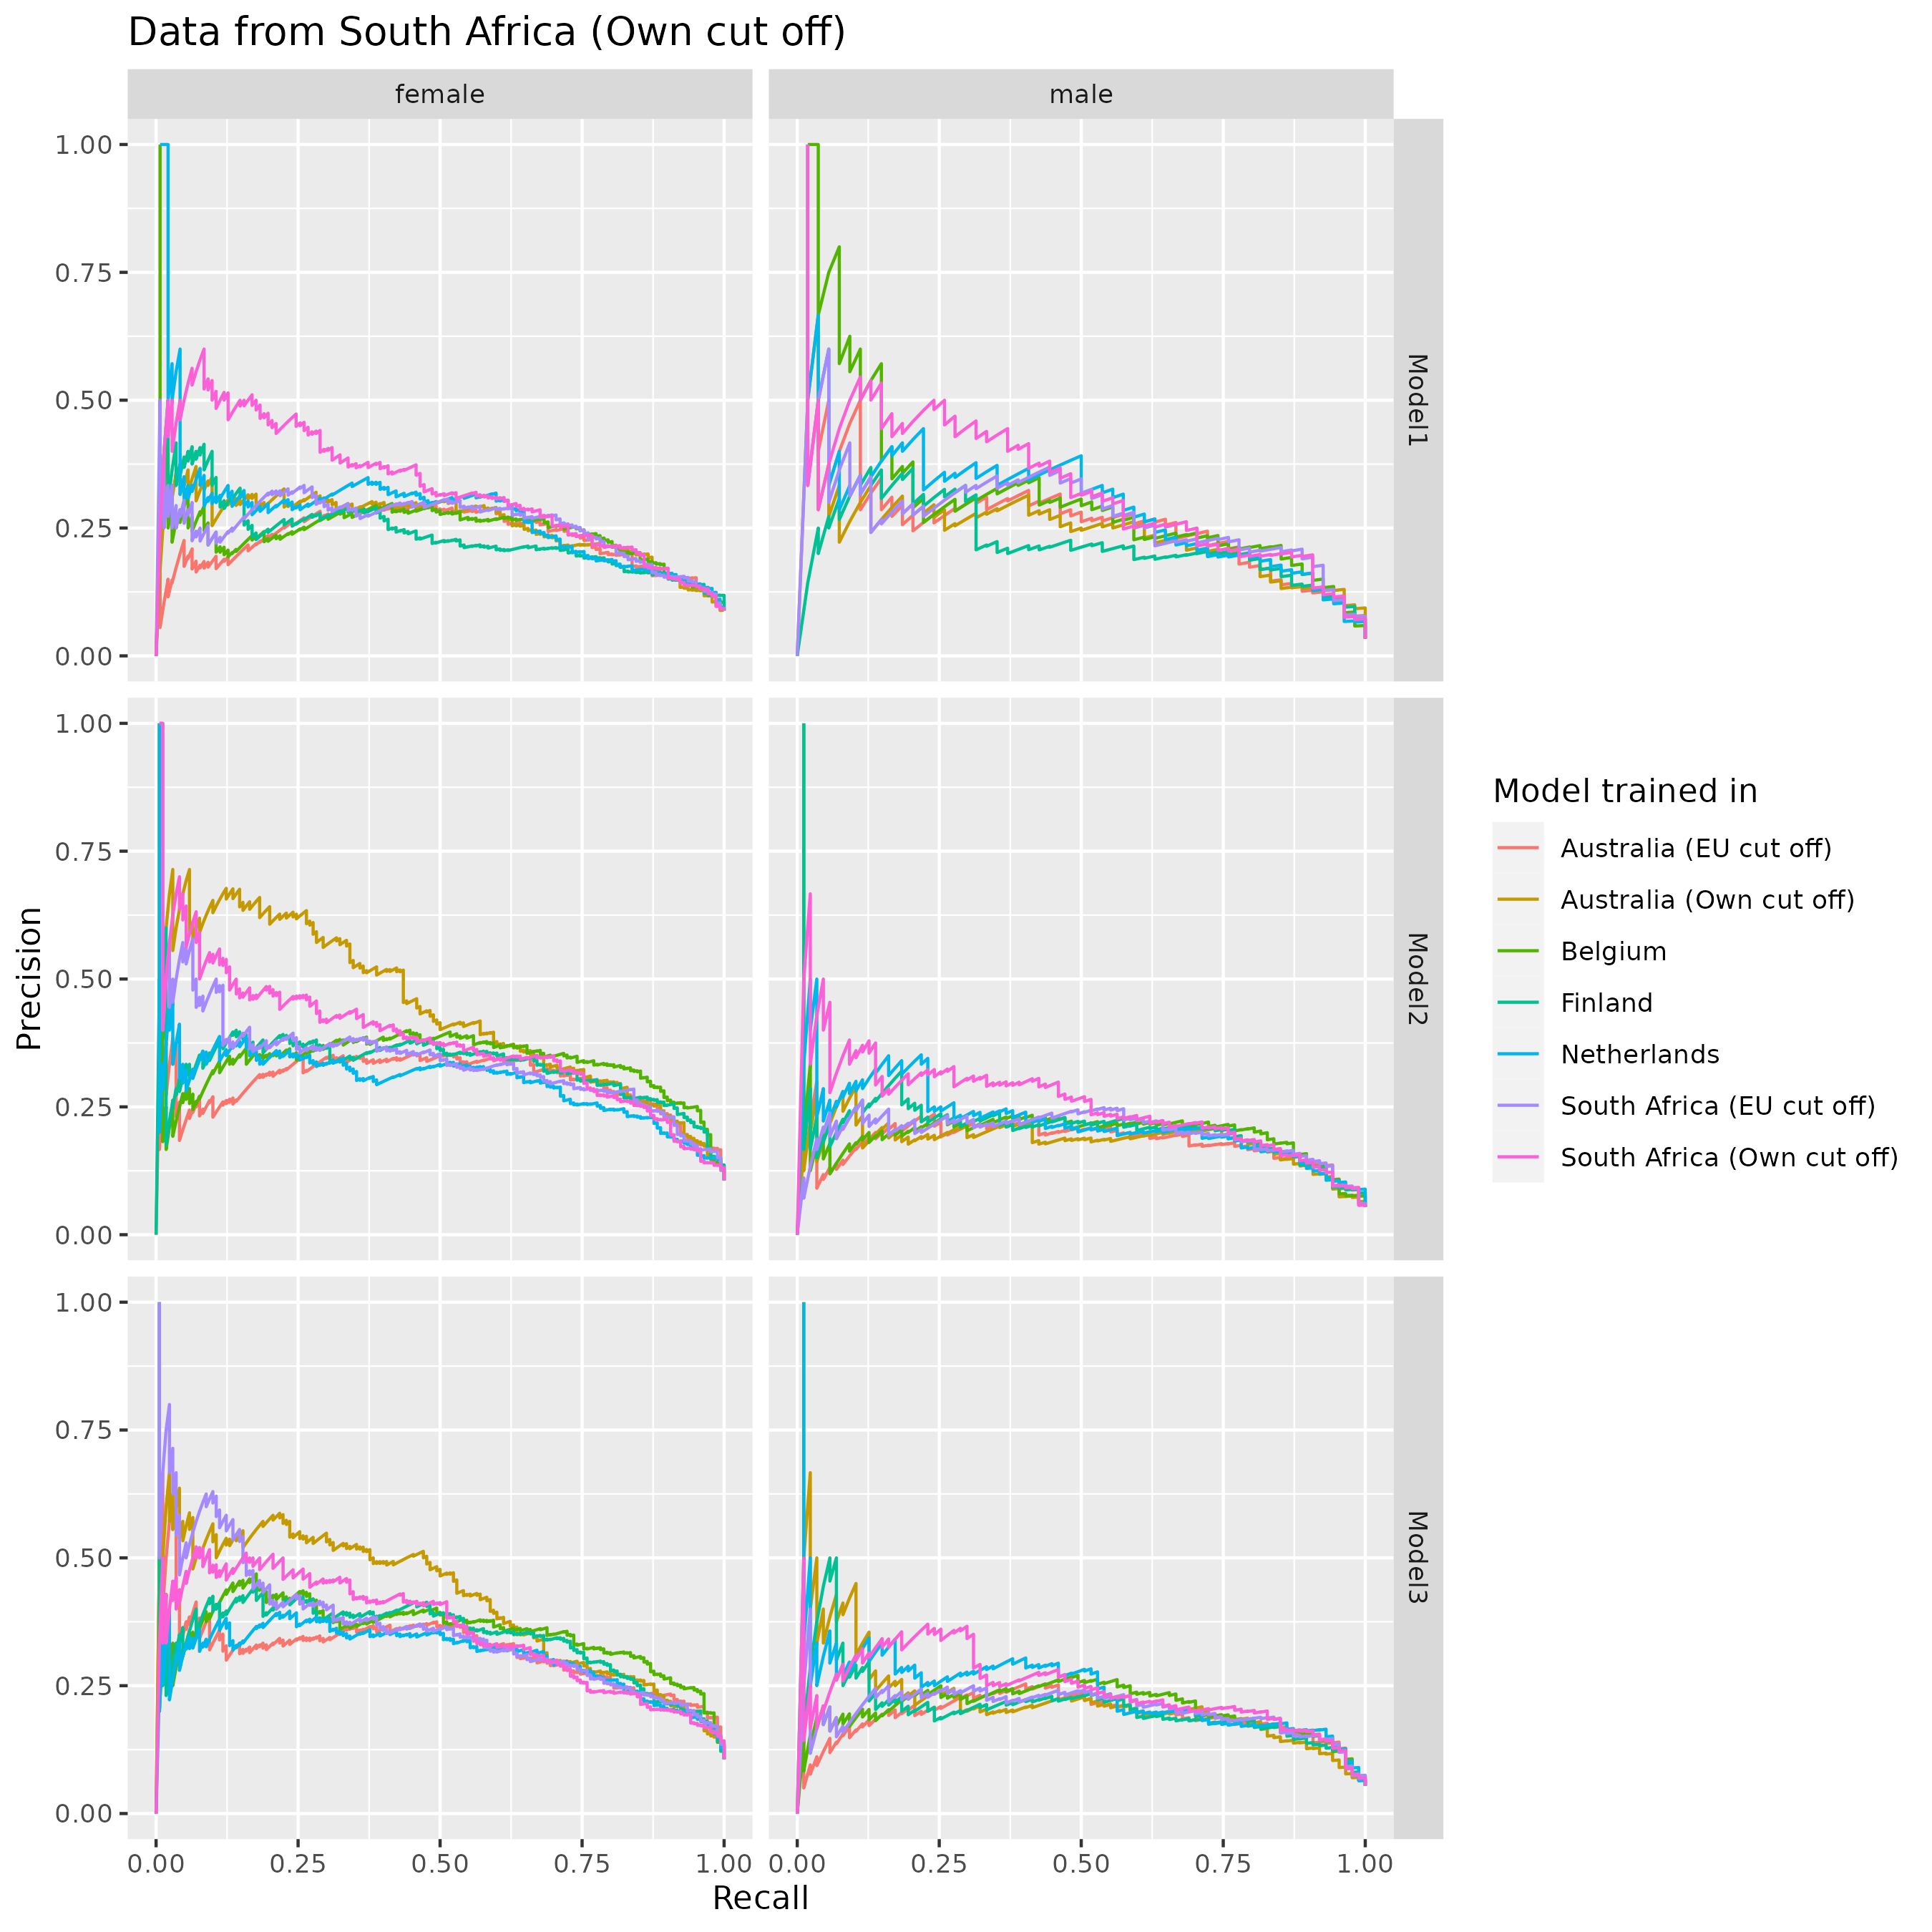 Data from South Africa (Own cut off)
female
male
1.00
0.75
0.50
0.25
0.00
Model1
1.00
0.75
0.50
0.25
0.00
Model2
Precision
1.00
0.75
0.50
0.25
0.00
Model3
0.00 0.25 0.50 0.75 1.00
0.00 0.25 0.50 0.75 1.00
Recall
Model trained in
Australia (EU cut off)
Australia (Own cut off)
Belgium
Finland
Netherlands
South Africa (EU cut off)
South Africa (Own cut off)